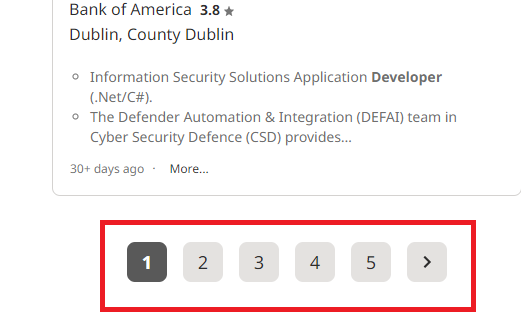 Bank of America 3.8 ★
Dublin, County Dublin
Information Security Solutions Application Developer
(.Net/C#).
The Defender Automation & Integration (DEFAI) team in
Cyber Security Defence (CSD) provides...
30+ days ago · More...
1 2 3 4 5 >